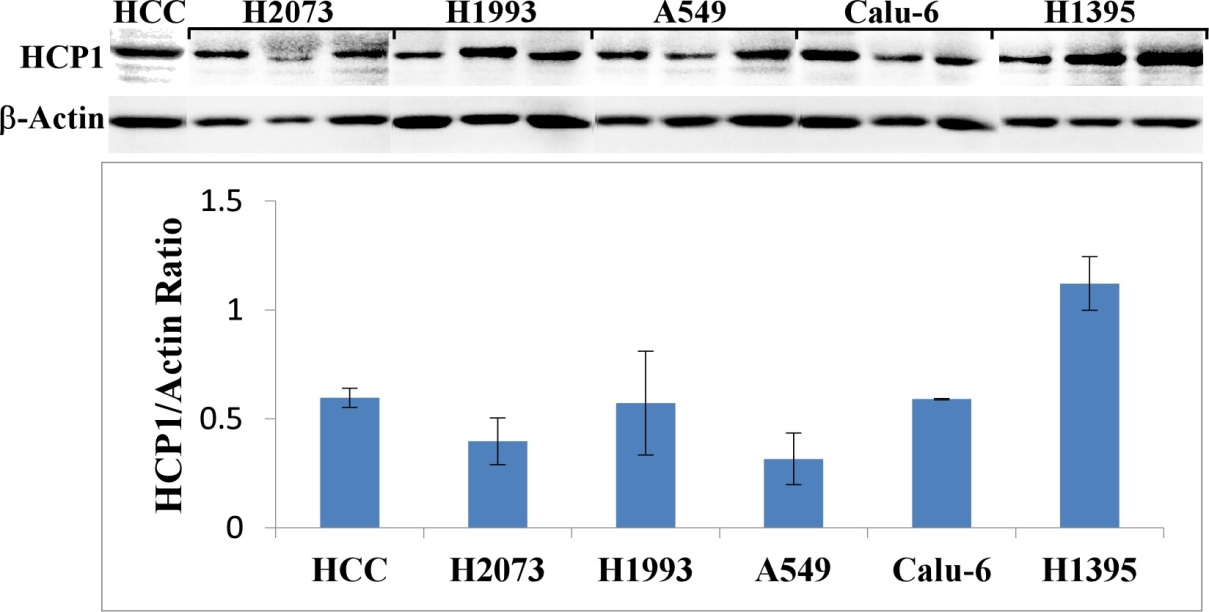 HCC H2073 H1993 A549 Calu-6 H1395
HCP1
β-Actin
HCP1/Actin Ratio
1.5
1
0.5
0
HCC H2073 H1993 A549 Calu-6 H1395